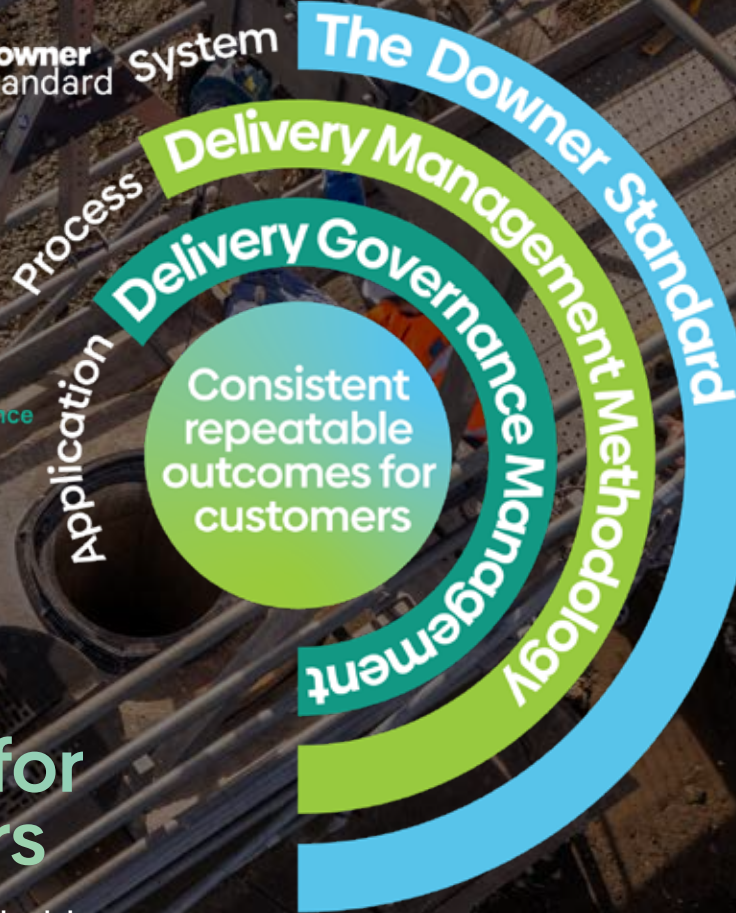 owner
andard
System
The Downer Standard
Process
Delivery Management Methodology
Application
Delivery Governance Management
Consistent
repeatable
outcomes for
customers
nce
for
rs